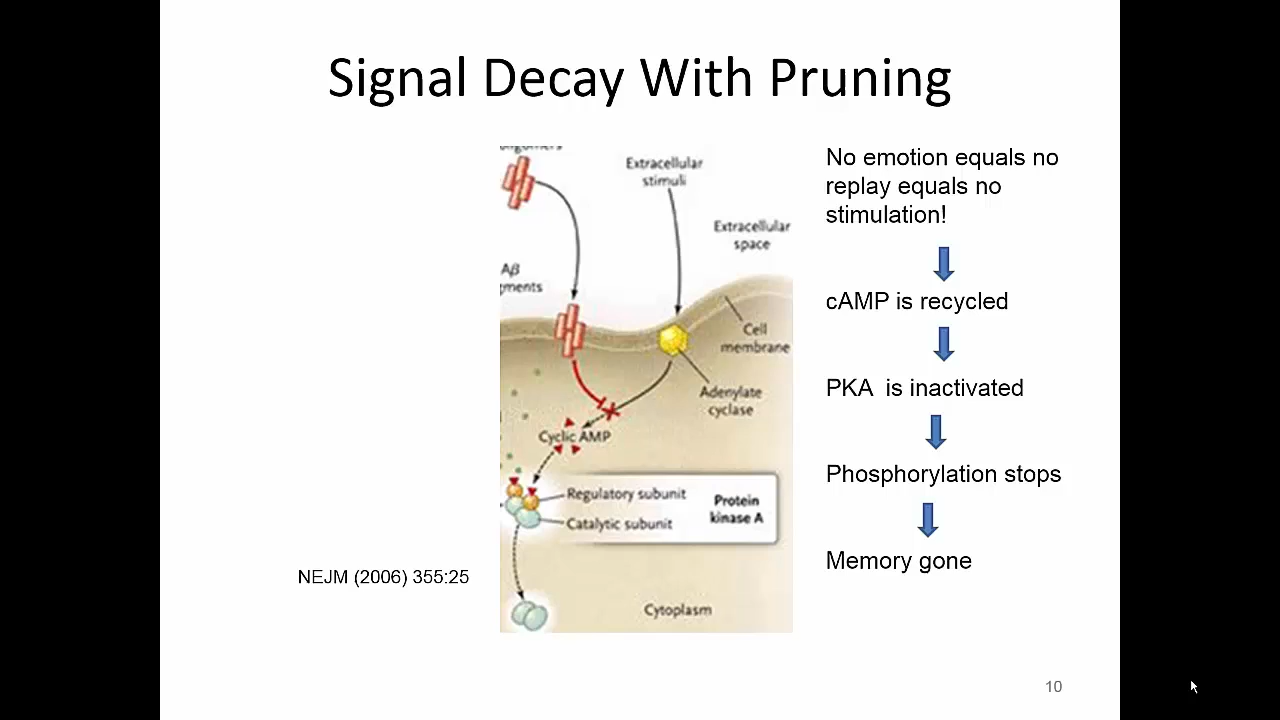 Signal Decay With Pruning
Extracellular
stimuli
Extracellular
space
Aβ
Cell
membrane
Adenylate
cyclase
Cyclic AMP
Regulatory subunit
Catalytic subunit
Protein
kinase A
Cytoplasm
No emotion equals no
replay equals no
stimulation!
cAMP is recycled
PKA is inactivated
Phosphorylation stops
Memory gone
NEJM (2006) 355:25
10